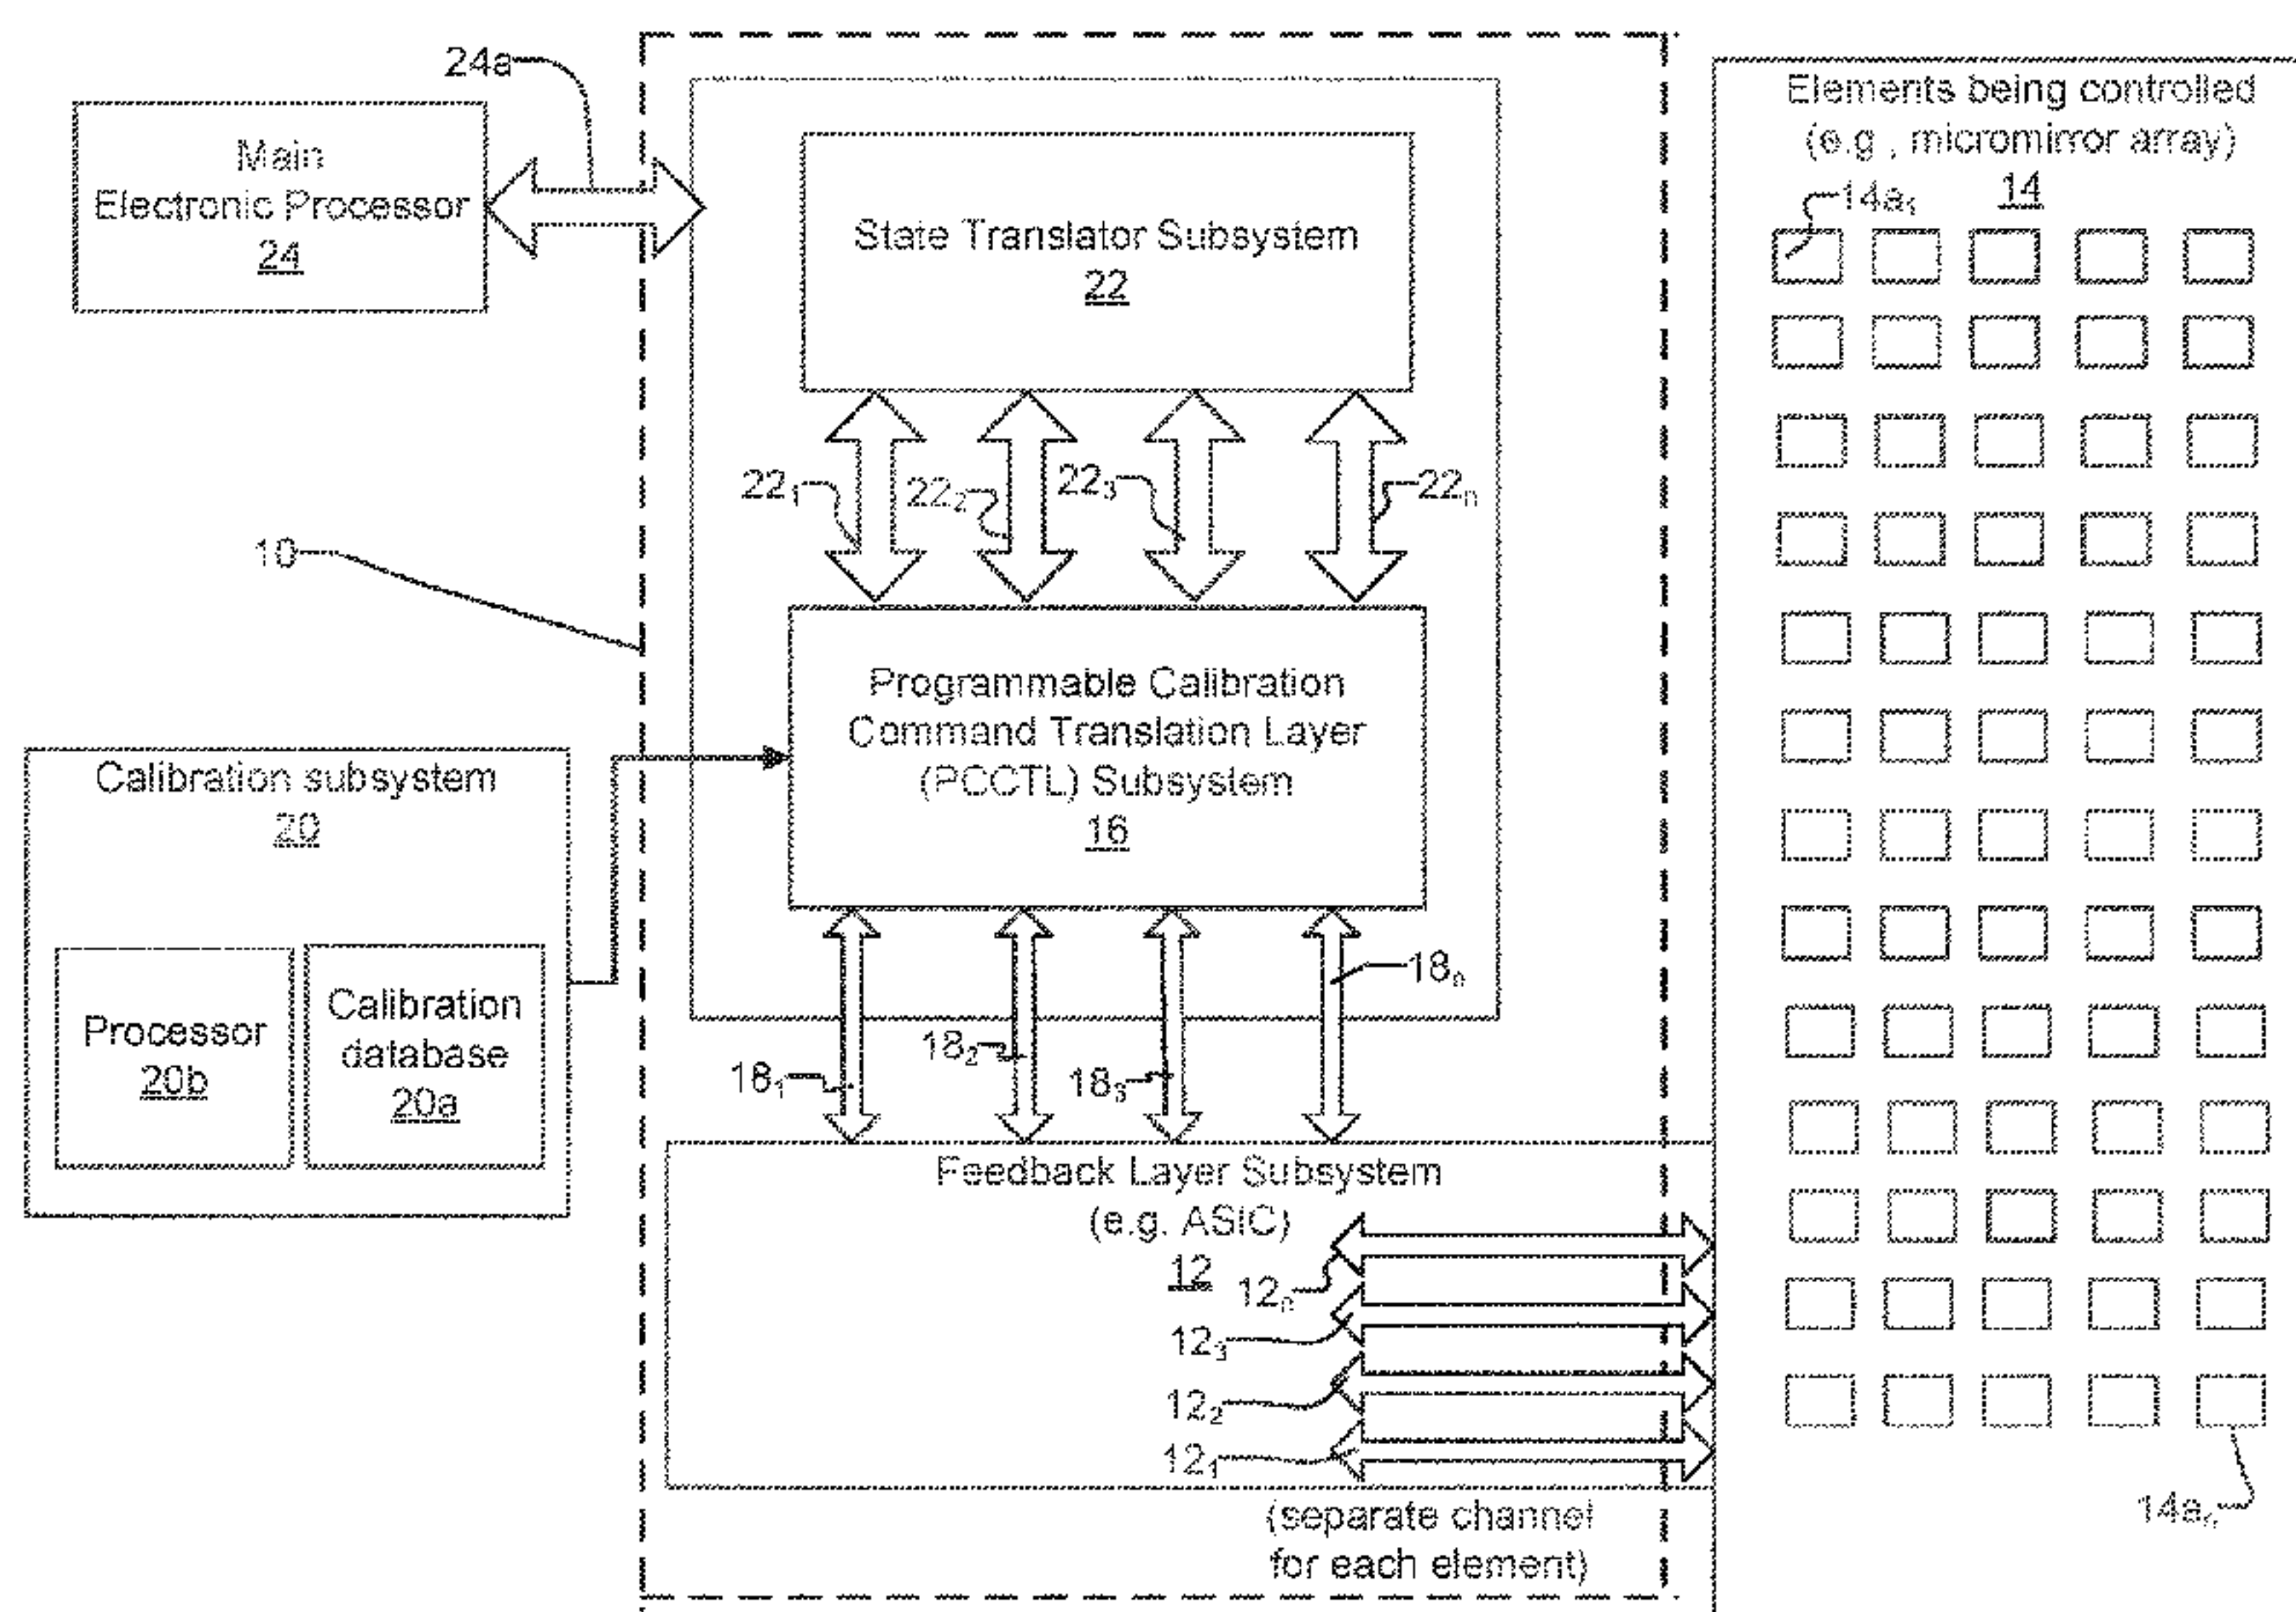 24a
Main
Electronic Processor
24
State Translator Subsystem
22
Elements being controlled
(e.g., micromirror array)
14
14a₁
22₁
22₂
22₃
22ₙ
10
Programmable Calibration
Command Translation Layer
(PCCTL) Subsystem
16
Calibration subsystem
20
Processor
20b
Calibration
database
20a
18₁
18₂
18₃
18ₙ
Feedback Layer Subsystem
(e.g. ASIC)
12
12ₙ
12₃
12₂
12₁
(separate channel
for each element)
14aₙ